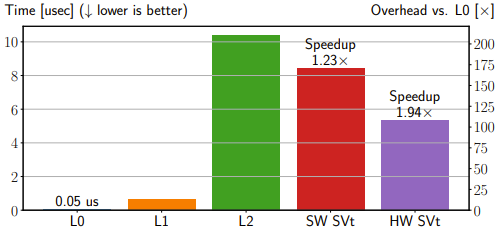 Time [usec] (↓ lower is better)
Overhead vs. L0 [×]
10
8
6
4
2
0
200
175
150
125
100
75
50
25
0
0.05 us
Speedup
1.23×
Speedup
1.94×
L0
L1
L2
SW SVt
HW SVt